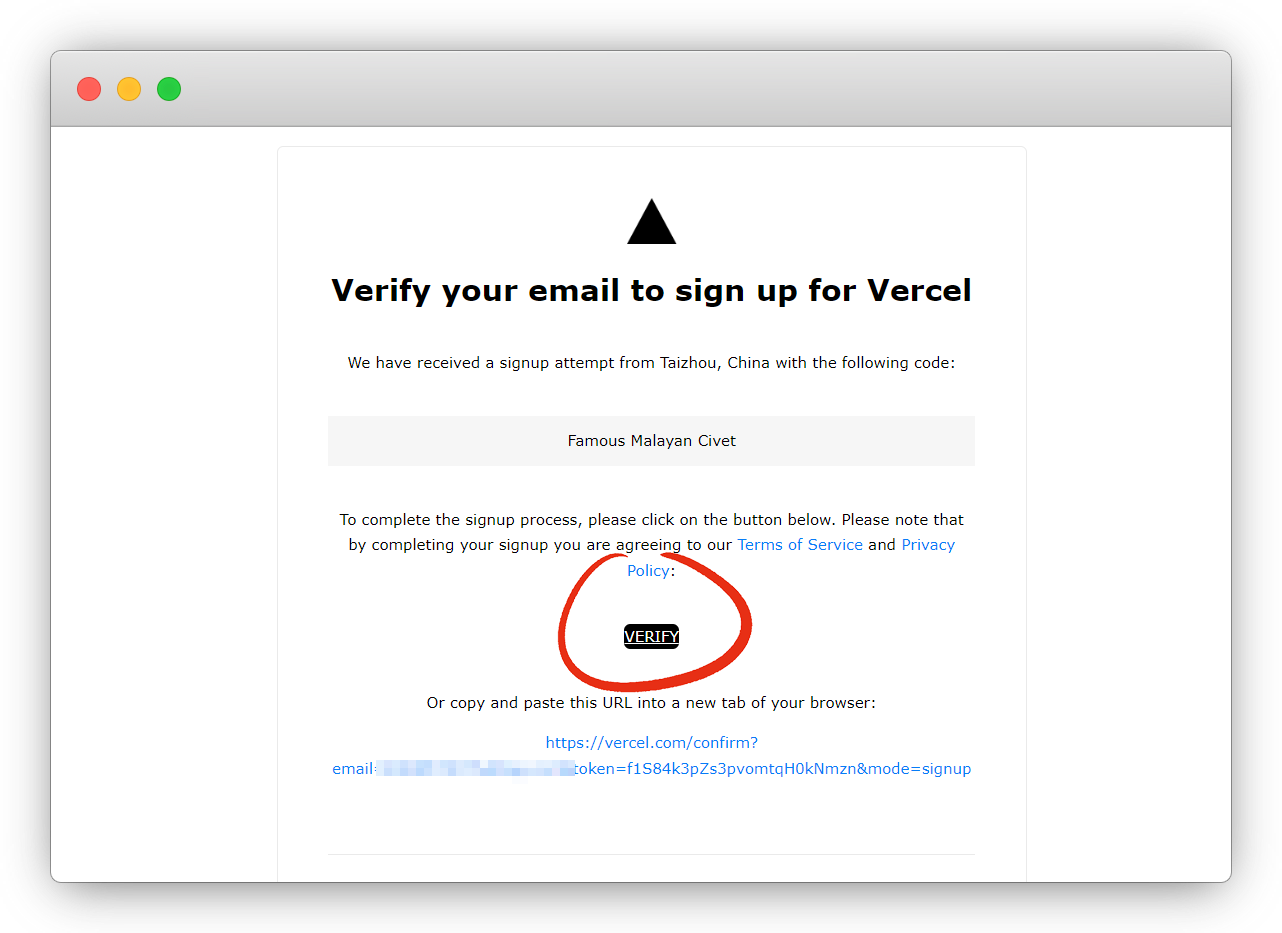 Verify your email to sign up for Vercel
We have received a signup attempt from Taizhou, China with the following code:
Famous Malayan Civet
To complete the signup process, please click on the button below. Please note that
by completing your signup you are agreeing to our Terms of Service and Privacy
Policy:
VERIFY
Or copy and paste this URL into a new tab of your browser:
https://vercel.com/confirm?
email= token=f1S84k3pZs3pvomtqH0kNmzn&mode=signup